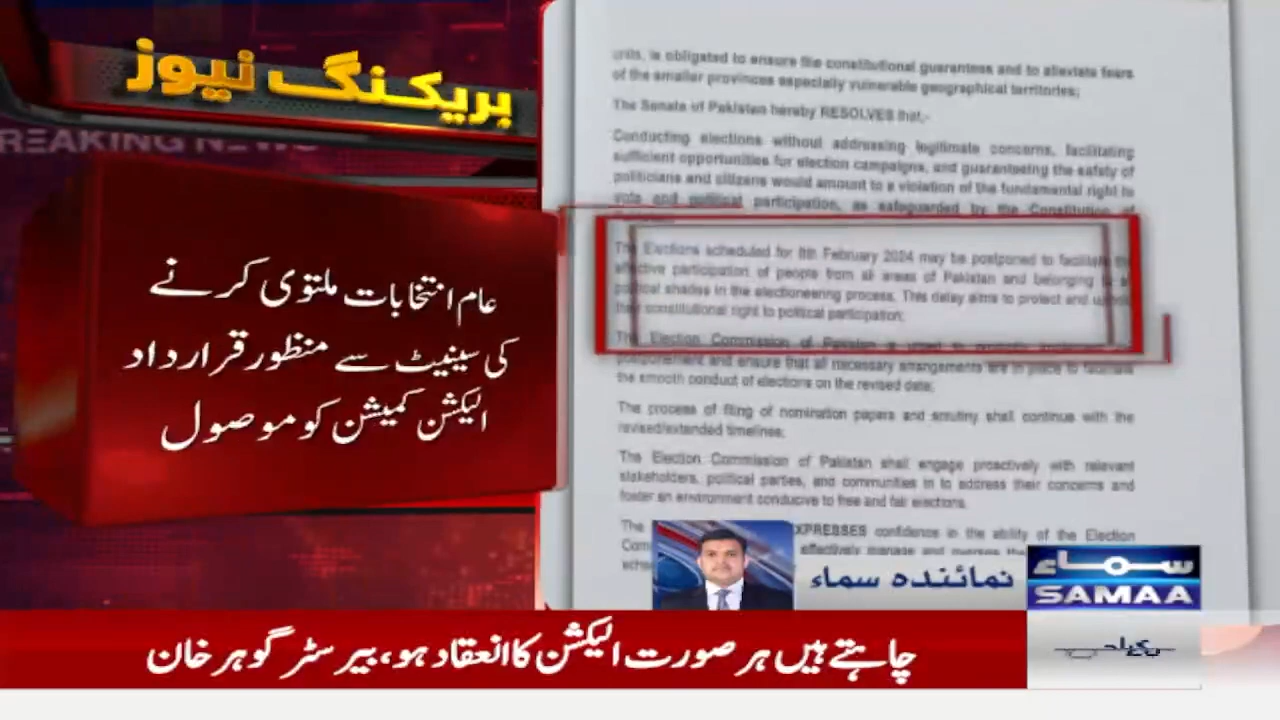 بریکنگ نیوز
BREAKING NEWS
عام انتخابات ملتوی کرنے
کی سینیٹ سے منظور قرارداد
الیکشن کمیشن کو موصول
units, is obligated to ensure the constitutional guarantees and to alleviate fears
of the smaller provinces especially vulnerable geographical territories;
The Senate of Pakistan hereby RESOLVES that,-
Conducting elections without addressing legitimate concerns, facilitating
sufficient opportunities for election campaigns, and guaranteeing the safety of
politicians and citizens would amount to a violation of the fundamental right to
vote and political participation, as safeguarded by the Constitution of
The Elections scheduled for 8th February 2024 may be postponed to facilitate
effective participation of people from all areas of Pakistan and belonging
political shades in the electioneering process. This delay aims to protect and
their constitutional right to political participation;
The Election Commission of Pakistan is
and ensure that all necessary arrangements are in place to facilitate
the smooth conduct of elections on the revised date;
The process of filing of nomination papers and scrutiny shall continue with the
revised/extended timelines;
The Election Commission of Pakistan shall engage proactively with relevant
stakeholders, political parties, and communities in to address their concerns and
foster an environment conducive to free and fair elections.
The XPRESSES confidence in the ability of the Election
Com effectively manage and
نمائندہ سماء
سماء
SAMAA
چاہتے ہیں ہر صورت الیکشن کا انعقاد ہو، بیرسٹر گوہر خان